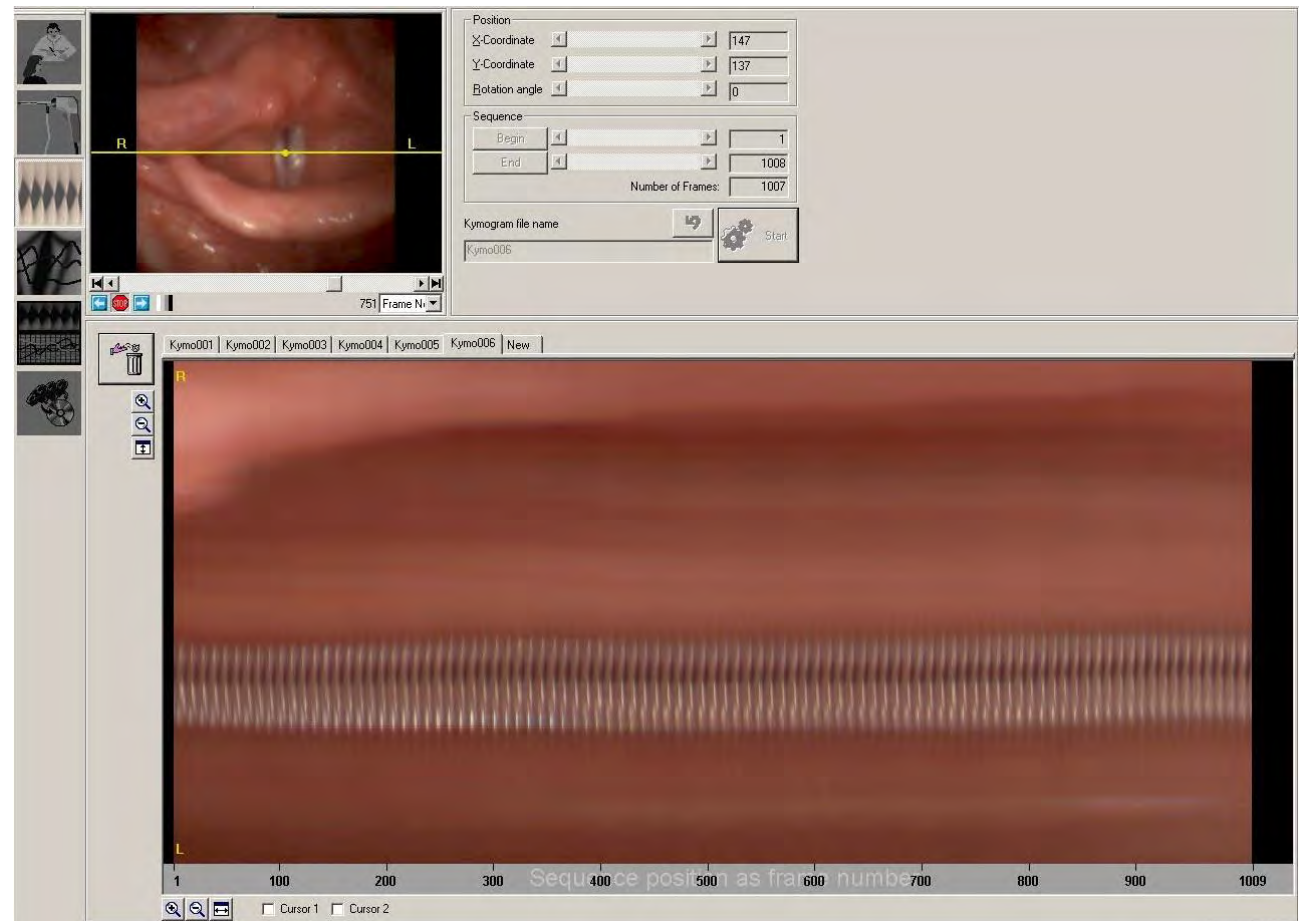 Position
X-Coordinate 147
Y-Coordinate 137
Rotation angle 0
Sequence
Begin 1
End 1008
Number of Frames: 1007
Kymogram file name
Kymo006
Start
R L
STOP
751 Frame N
Kymo001 Kymo002 Kymo003 Kymo004 Kymo005 Kymo006 New
R
L
1 100 200 300 400 500 600 700 800 900 1009
Sequence position as frame number
Cursor 1 Cursor 2